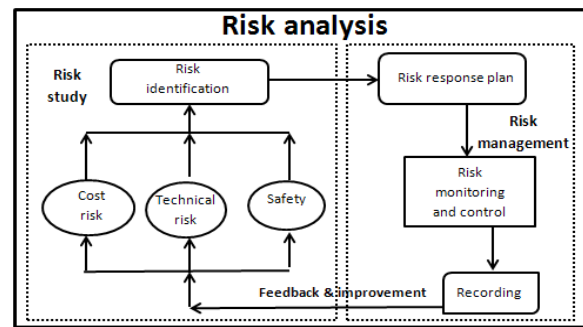 Risk analysis
Risk
study
Risk
identification
Risk response plan
Risk
management
Cost
risk
Technical
risk
Safety
Risk
monitoring
and control
Feedback & improvement
Recording